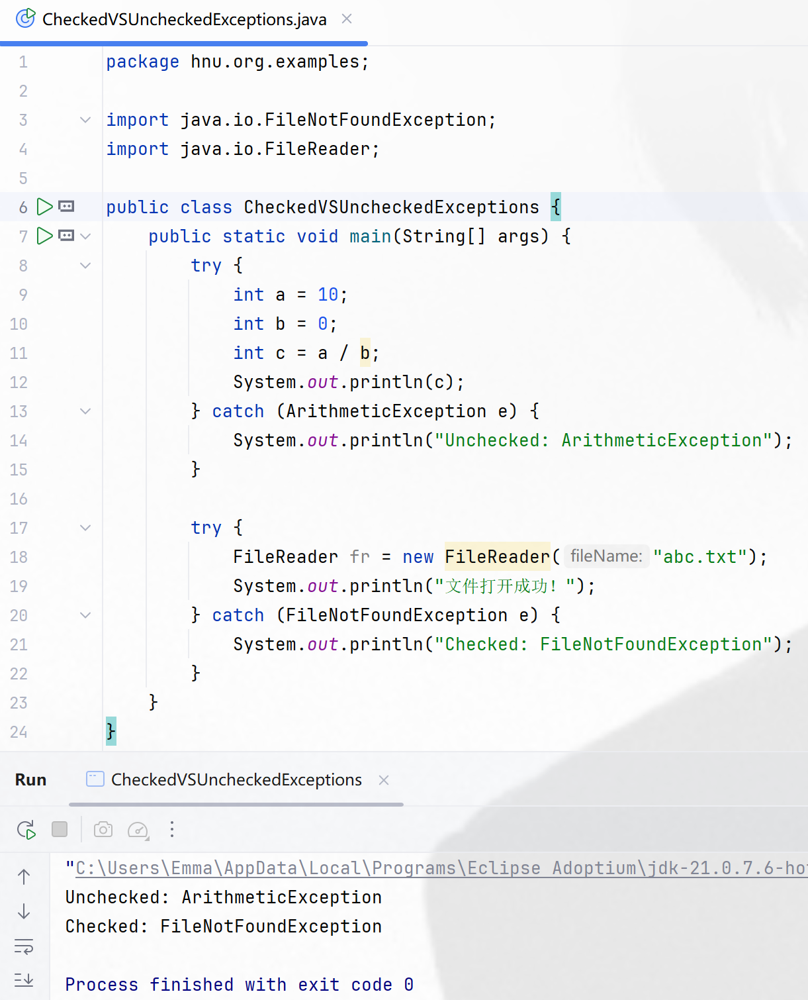 CheckedVSUncheckedExceptions.java
1 package hnu.org.examples;
2
3 import java.io.FileNotFoundException;
4 import java.io.FileReader;
5
6 public class CheckedVSUncheckedExceptions {
7     public static void main(String[] args) {
8         try {
9             int a = 10;
10             int b = 0;
11             int c = a / b;
12             System.out.println(c);
13         } catch (ArithmeticException e) {
14             System.out.println("Unchecked: ArithmeticException");
15         }
16
17         try {
18             FileReader fr = new FileReader( fileName: "abc.txt");
19             System.out.println("文件打开成功！");
20         } catch (FileNotFoundException e) {
21             System.out.println("Checked: FileNotFoundException");
22         }
23     }
24 }
Run CheckedVSUncheckedExceptions
"C:\Users\Emma\AppData\Local\Programs\Eclipse Adoptium\jdk-21.0.7.6-ho
Unchecked: ArithmeticException
Checked: FileNotFoundException
Process finished with exit code 0